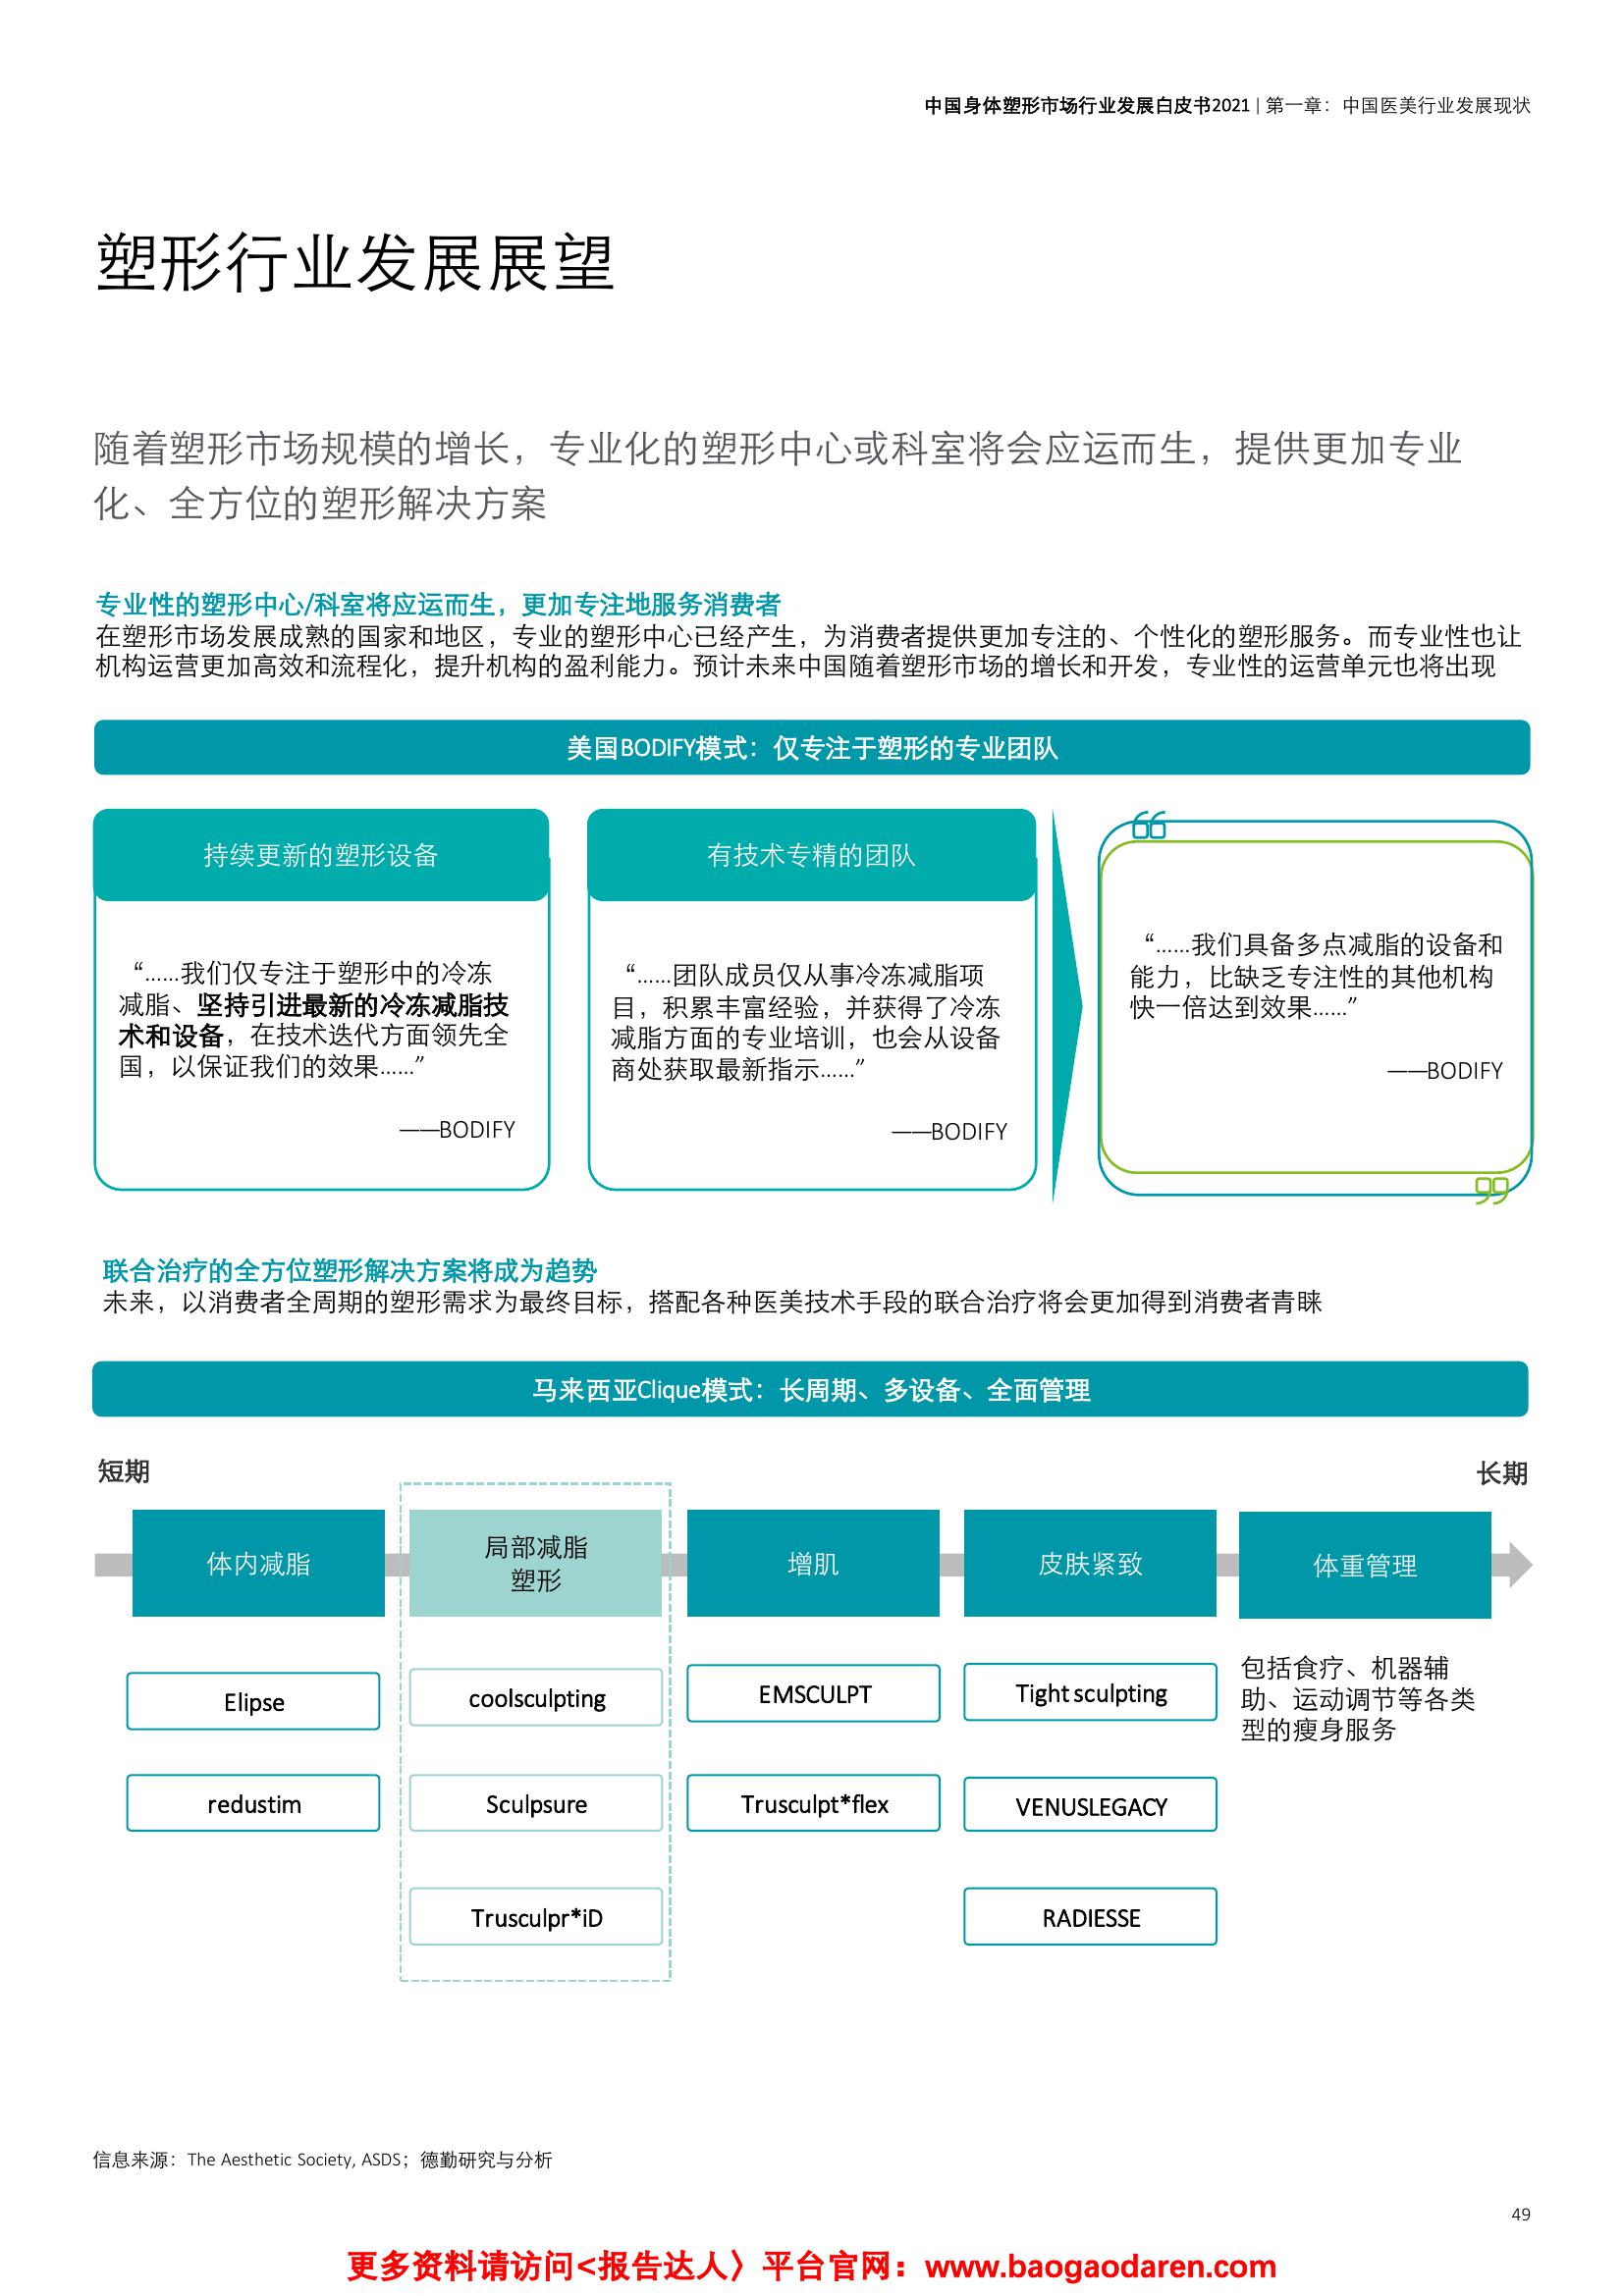 中国身体塑形市场行业发展白皮书2021 | 第一章：中国医美行业发展现状
塑形行业发展展望
随着塑形市场规模的增长，专业化的塑形中心或科室将会应运而生，提供更加专业
化、全方位的塑形解决方案
专业性的塑形中心/科室将应运而生，更加专注地服务消费者
在塑形市场发展成熟的国家和地区，专业的塑形中心已经产生，为消费者提供更加专注的、个性化的塑形服务。而专业性也让
机构运营更加高效和流程化，提升机构的盈利能力。预计未来中国随着塑形市场的增长和开发，专业性的运营单元也将出现
美国BODIFY模式：仅专注于塑形的专业团队
持续更新的塑形设备
“......我们仅专注于塑形中的冷冻
减脂、坚持引进最新的冷冻减脂技
术和设备，在技术迭代方面领先全
国，以保证我们的效果......”
——BODIFY
有技术专精的团队
“......团队成员仅从事冷冻减脂项
目，积累丰富经验，并获得了冷冻
减脂方面的专业培训，也会从设备
商处获取最新指示......”
——BODIFY
“......我们具备多点减脂的设备和
能力，比缺乏专注性的其他机构
快一倍达到效果......”
——BODIFY
联合治疗的全方位塑形解决方案将成为趋势
未来，以消费者全周期的塑形需求为最终目标，搭配各种医美技术手段的联合治疗将会更加得到消费者青睐
马来西亚Clique模式：长周期、多设备、全面管理
短期
长期
体内减脂
Elipse
redustim
局部减脂
塑形
coolsculpting
Sculpsure
Trusculpr*iD
增肌
EMSCULPT
Trusculpt*flex
皮肤紧致
Tight sculpting
VENUSLEGACY
RADIESSE
体重管理
包括食疗、机器辅
助、运动调节等各类
型的瘦身服务
信息来源：The Aesthetic Society, ASDS；德勤研究与分析
49
更多资料请访问<报告达人〉平台官网：www.baogaodaren.com